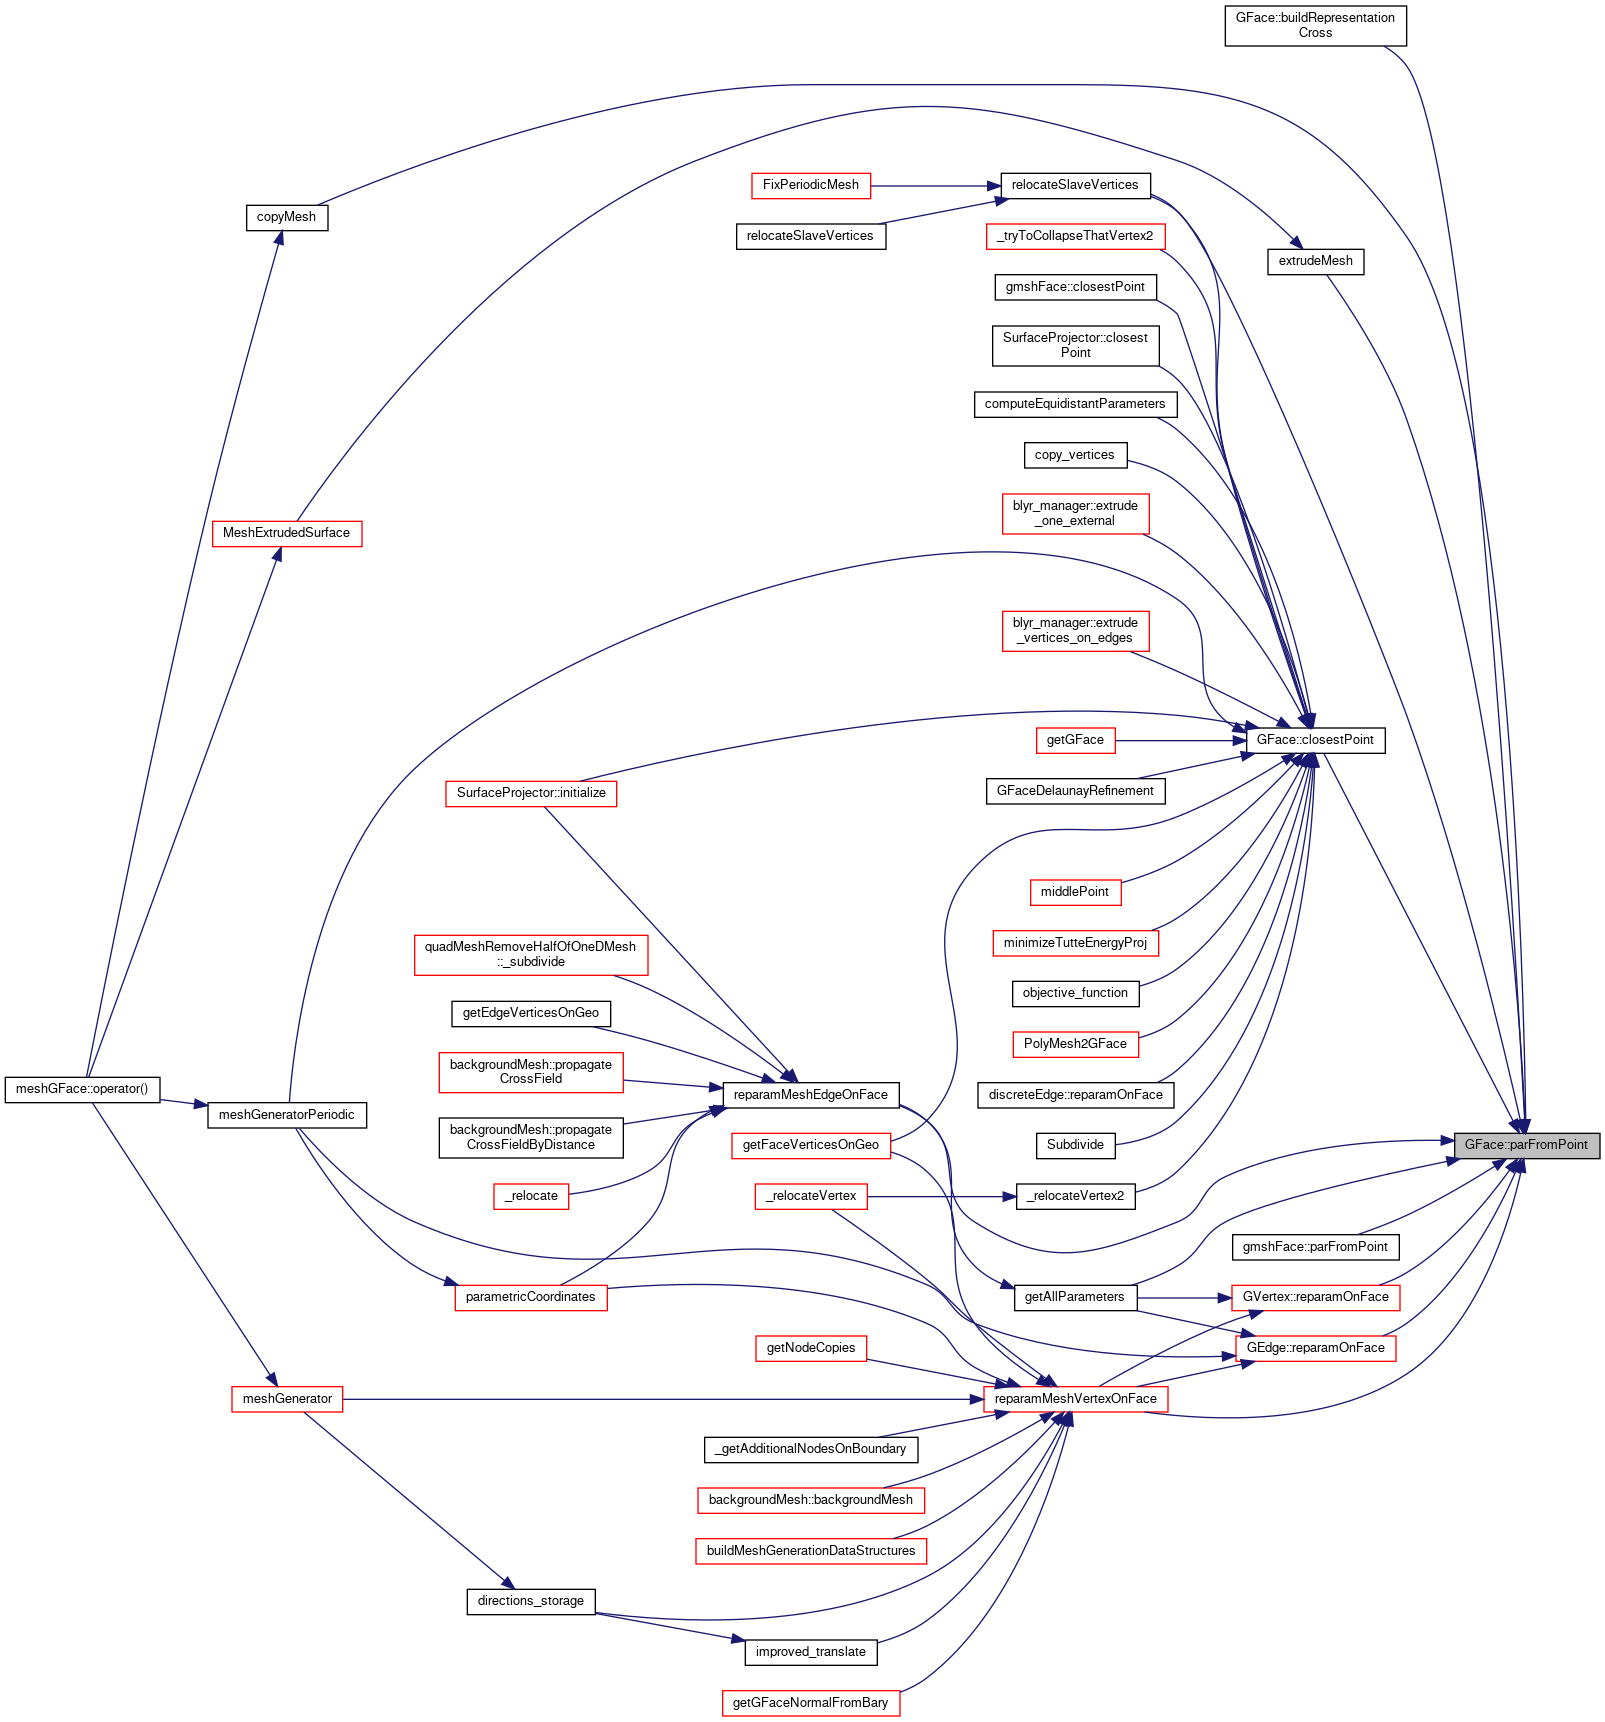 GFace::buildRepresentation
Cross
FixPeriodicMesh
relocateSlaveVertices
copyMesh
relocateSlaveVertices
_tryToCollapseThatVertex2
extrudeMesh
gmshFace::closestPoint
SurfaceProjector::closest
Point
computeEquidistantParameters
copy_vertices
blyr_manager::extrude
_one_external
MeshExtrudedSurface
blyr_manager::extrude
_vertices_on_edges
getGFace
GFace::closestPoint
SurfaceProjector::initialize
GFaceDelaunayRefinement
middlePoint
quadMeshRemoveHalfOfOneDMesh
::_subdivide
minimizeTutteEnergyProj
getEdgeVerticesOnGeo
objective_function
backgroundMesh::propagate
CrossField
PolyMesh2GFace
meshGFace::operator()
reparamMeshEdgeOnFace
discreteEdge::reparamOnFace
meshGeneratorPeriodic
backgroundMesh::propagate
CrossFieldByDistance
getFaceVerticesOnGeo
Subdivide
GFace::parFromPoint
_relocate
_relocateVertex
_relocateVertex2
gmshFace::parFromPoint
parametricCoordinates
getAllParameters
GVertex::reparamOnFace
getNodeCopies
GEdge::reparamOnFace
meshGenerator
reparamMeshVertexOnFace
_getAdditionalNodesOnBoundary
backgroundMesh::backgroundMesh
buildMeshGenerationDataStructures
directions_storage
improved_translate
getGFaceNormalFromBary